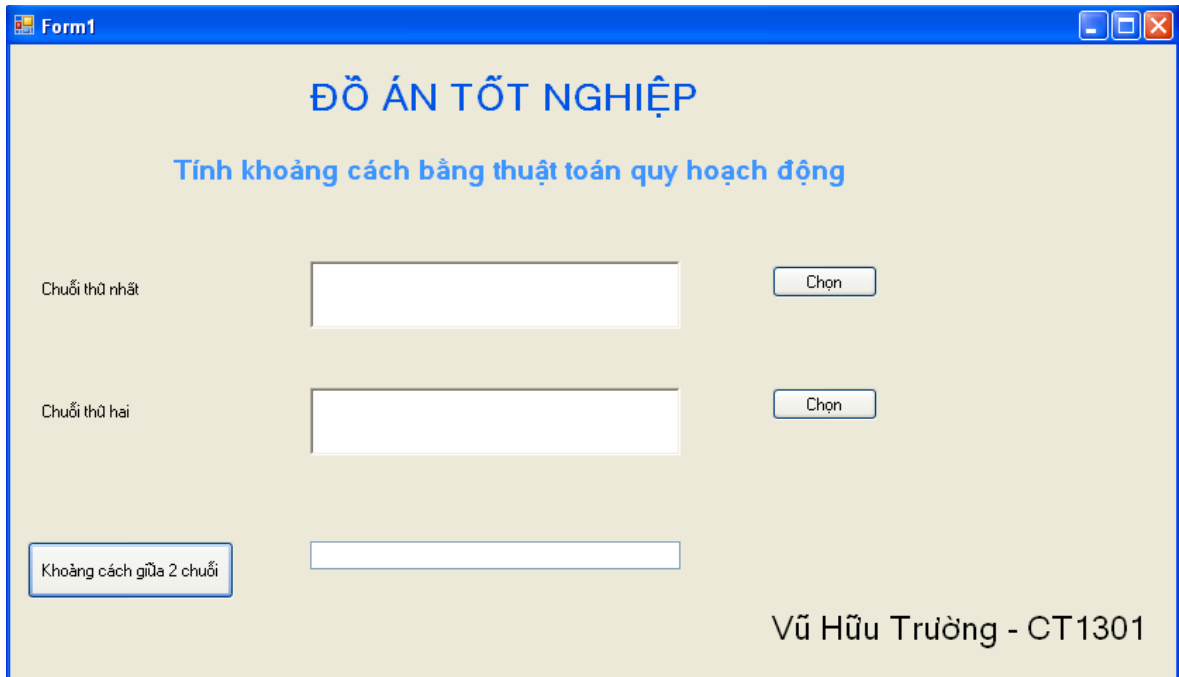 Form1
ĐỒ ÁN TỐT NGHIỆP
Tính khoảng cách bằng thuật toán quy hoạch động
Chuỗi thứ nhất
Chọn
Chuỗi thứ hai
Chọn
Khoảng cách giữa 2 chuỗi
Vũ Hữu Trường - CT1301